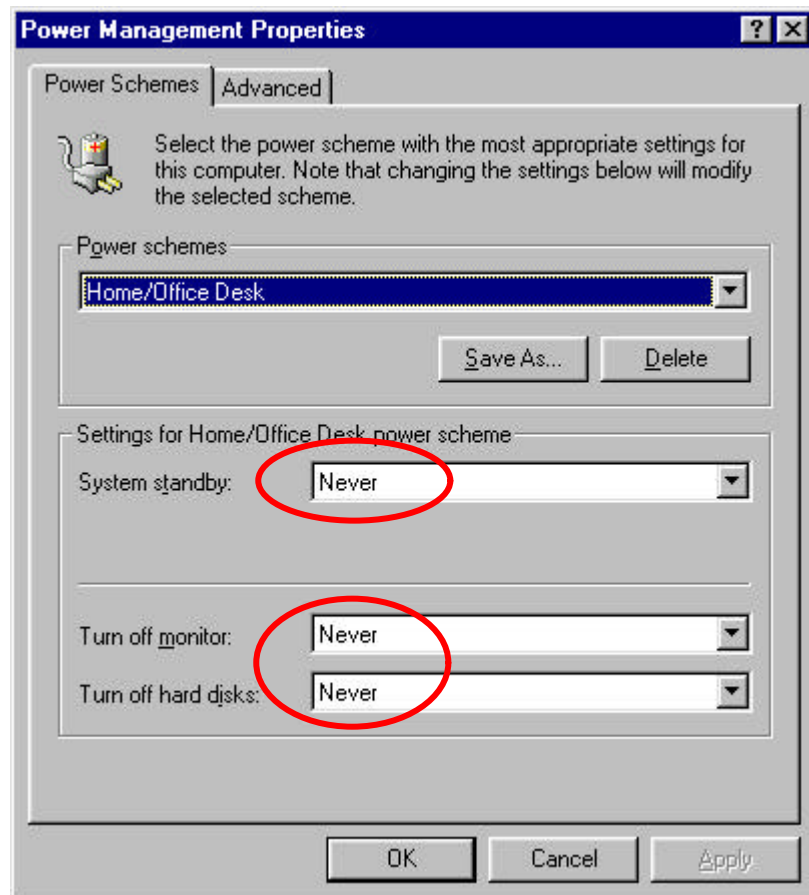 Power Management Properties
Power Schemes
Advanced
Select the power scheme with the most appropriate settings for
this computer. Note that changing the settings below will modify
the selected scheme.
Power schemes
Home/Office Desk
Save As...
Delete
Settings for Home/Office Desk power scheme
System standby:
Never
Turn off monitor:
Never
Turn off hard disks:
Never
OK
Cancel
Apply